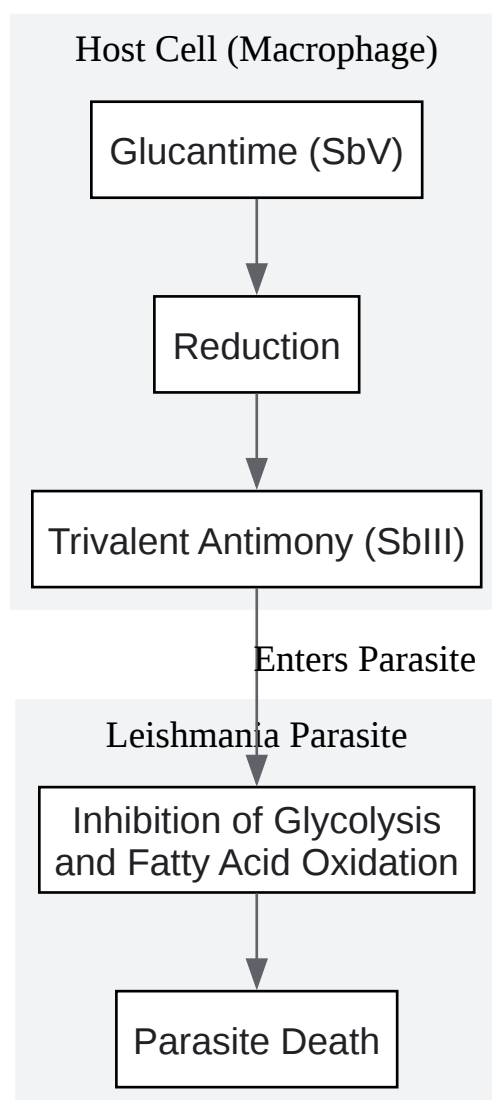 Host Cell (Macrophage)
Glucantime (SbV)
Reduction
Trivalent Antimony (SbIII)
Enters Parasite
Leishmania Parasite
Inhibition of Glycolysis
and Fatty Acid Oxidation
Parasite Death